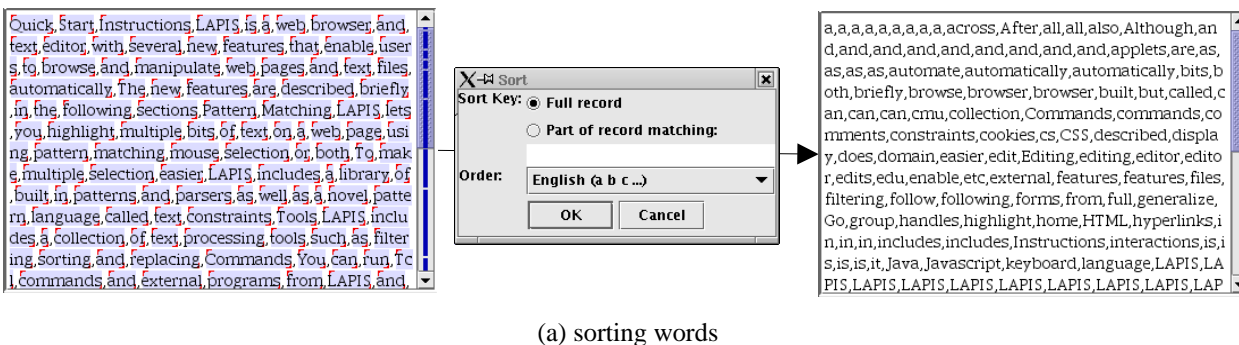 Quick,Start,Instructions,LAPIS,is,a,web,browser,and,
text,editor,with,several,new,features,that,enable,user
s,to,browse,and,manipulate,web,pages,and,text,files,
automatically,The,new,features,are,described,briefly
,in,the,following,sections,Pattern,Matching,LAPIS,lets
,you,highlight,multiple,bits,of,text,on,a,web,page,usi
ng,pattern,matching,mouse,selection,or,both,To,mak
e,multiple,selection,easier,LAPIS,includes,a,library,of
,built,in,patterns,and,parsers,as,well,as,a,novel,patte
rn,language,called,text,constraints,Tools,LAPIS,inclu
des,a,collection,of,text,processing,tools,such,as,filter
ing,sorting,and,replacing,Commands,You,can,run,Tc
l,commands,and,external,programs,from,LAPIS,and,
Sort
Sort Key: Full record
Part of record matching:
Order: English (a b c ...)
OK Cancel
a,a,a,a,a,a,a,a,a,across,After,all,all,also,Although,an
d,and,and,and,and,and,and,and,and,and,applets,are,as,
as,as,as,automate,automatically,automatically,bits,b
oth,briefly,browse,browser,browser,built,but,called,c
an,can,can,cmu,collection,Commands,commands,co
mments,constraints,cookies,cs,CSS,described,displa
y,does,domain,easier,edit,Editing,editing,editor,edito
r,edits,edu,enable,etc,external,features,features,files,
filtering,follow,following,forms,from,full,generalize,
Go,group,handles,highlight,home,HTML,hyperlinks,i
n,in,in,includes,includes,Instructions,interactions,is,i
s,is,is,it,Java,Javascript,keyboard,language,LAPIS,LA
PIS,LAPIS,LAPIS,LAPIS,LAPIS,LAPIS,LAPIS,LAP
(a) sorting words